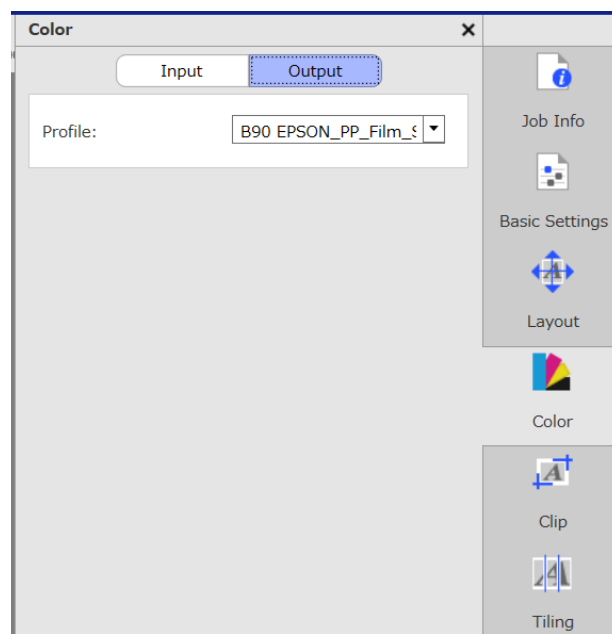 Color
Input
Output
Profile:
B90 EPSON_PP_Film_
Job Info
Basic Settings
Layout
Color
Clip
Tiling